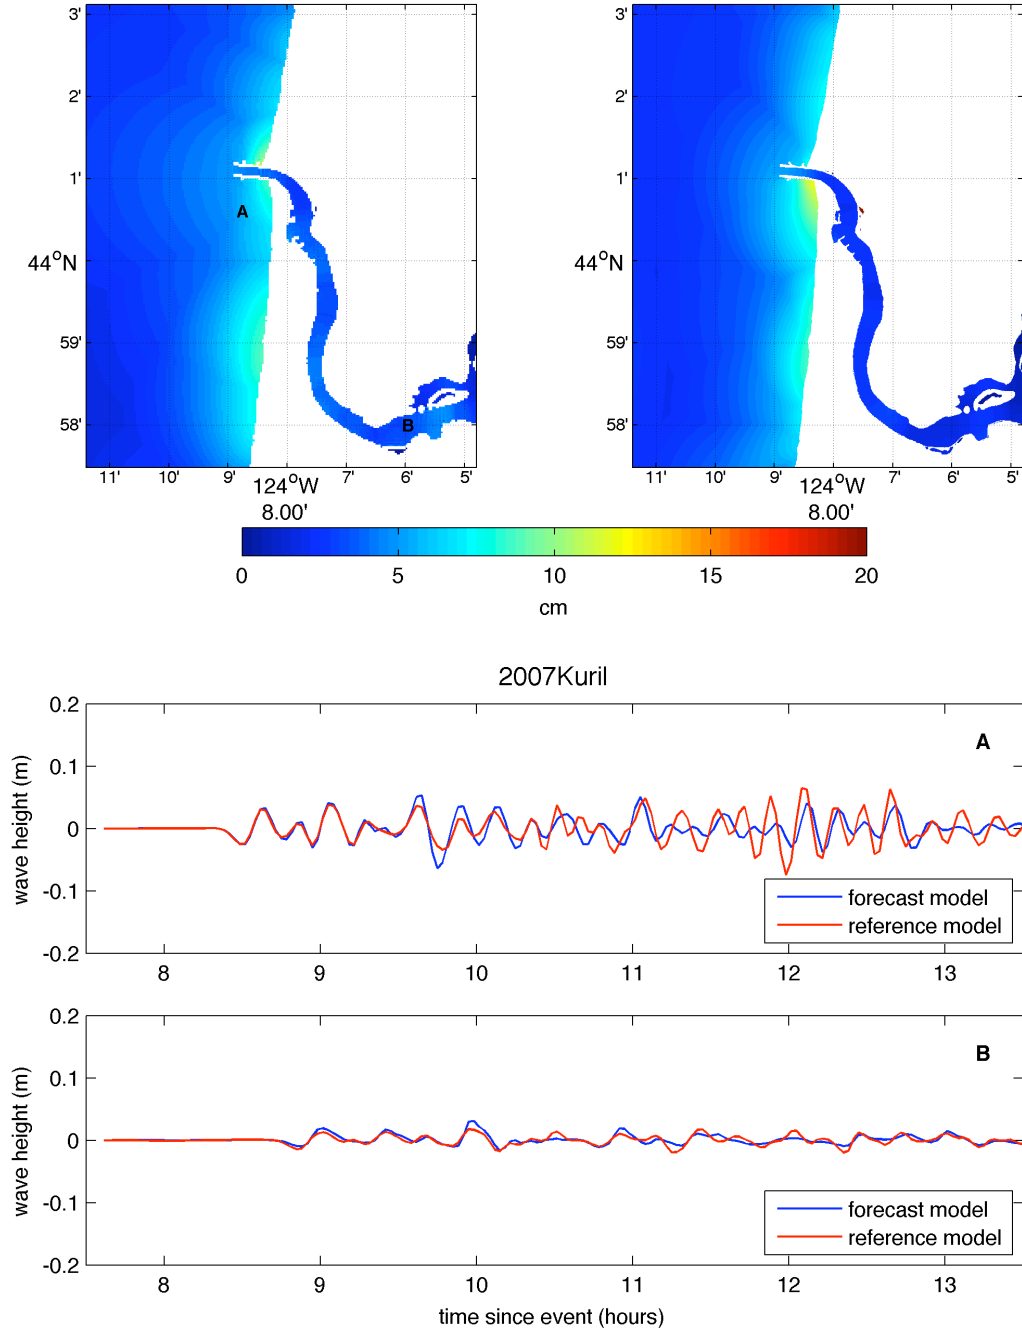 3'
2'
1'
44°N
59'
58'
A
B
11' 10' 9' 124°W 7' 6' 5'
8.00'
3'
2'
1'
44°N
59'
58'
11' 10' 9' 124°W 7' 6' 5'
8.00'
0 5 10 15 20
cm
2007Kuril
wave height (m)
0.2
0.1
0
-0.1
-0.2
A
forecast model
reference model
8 9 10 11 12 13
wave height (m)
0.2
0.1
0
-0.1
-0.2
B
forecast model
reference model
8 9 10 11 12 13
time since event (hours)